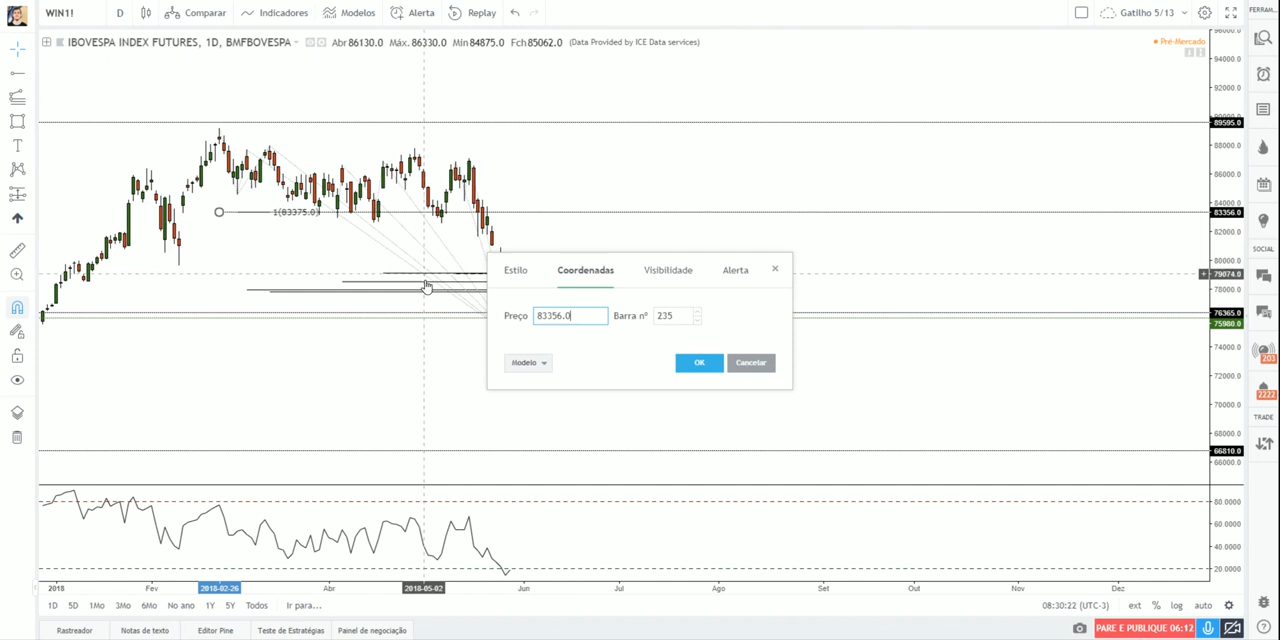 WIN1! D Comparar Indicadores Modelos Alerta Replay Gatilho 5/13 FERRAM...
IBOVESPA INDEX FUTURES, 1D, BMFBOVESPA Abr86130.0 Máx.86330.0 Mín84875.0 Fch85062.0 (Data Provided by ICE Data services)
Pré-Mercado
96000.0
94000.0
92000.0
90000.0
89595.0
88000.0
86000.0
84000.0
83356.0
1(83375.0)
82000.0
80000.0
79074.0
78000.0
76365.0
75980.0
74000.0
72000.0
70000.0
68000.0
66810.0
66000.0
Estilo Coordenadas Visibilidade Alerta
Preço 83356.0 Barra nº 235
Modelo OK Cancelar
80.0000
60.0000
40.0000
20.0000
SOCIAL
203
2222
TRADE
2018 Fev 2018-02-26 Abr 2018-05-02 Jun Jul Ago Set Out Nov Dez
1D 5D 1Mo 3Mo 6Mo No ano 1Y 5Y Todos Ir para... 08:30:22 (UTC-3) ext % log auto
Rastreador Notas de texto Editor Pine Teste de Estratégias Painel de negociação PARE E PUBLIQUE 06:12